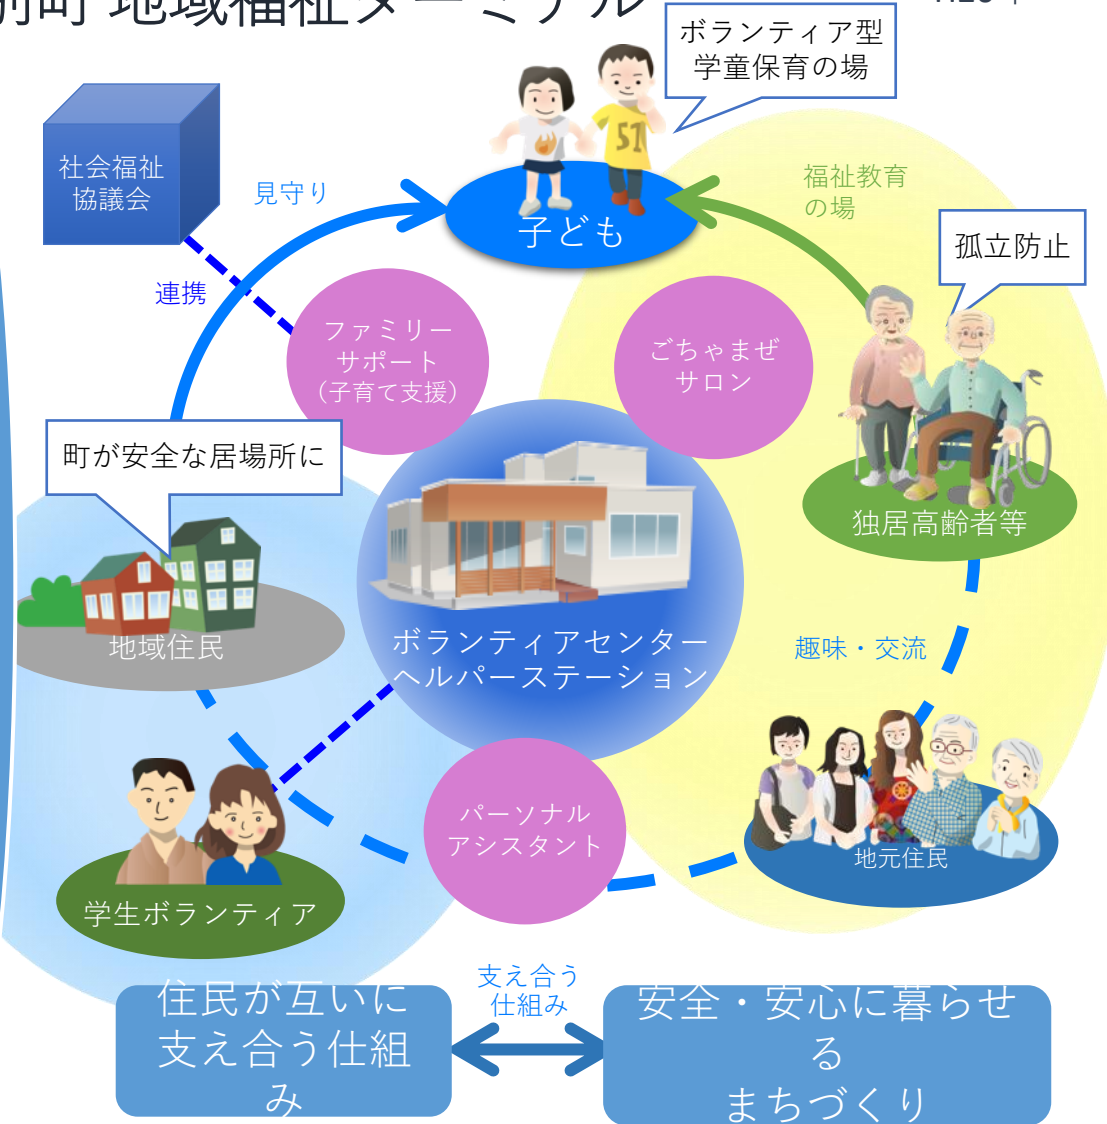 別町 地域福祉ターミナル
ボランティア型
学童保育の場
社会福祉
協議会
見守り
福祉教育
の場
子ども
孤立防止
連携
ファミリー
サポート
（子育て支援）
ごちゃまぜ
サロン
町が安全な居場所に
独居高齢者等
地域住民
ボランティアセンター
ヘルパーステーション
趣味・交流
パーソナル
アシスタント
地元住民
学生ボランティア
支え合う
仕組み
住民が互いに
支え合う仕組
み
安全・安心に暮らせ
る
まちづくり